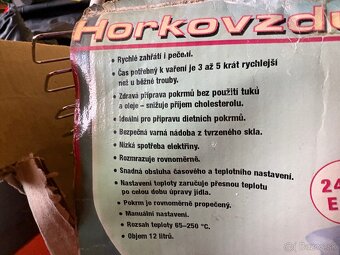 Horkovzdu
• Rychlé zahřátí i pečení.
• Čas potřebný k vaření je 3 až 5 krát rychlejší
než u běžné trouby.
• Zdravá příprava pokrmů bez použití tuků
a oleje - snižuje příjem cholesterolu.
• Ideální pro přípravu dietních pokrmů.
• Bezpečná varná nádoba z tvrzeného skla.
• Nízká spotřeba elektřiny.
• Rozmrazuje rovnoměrně.
• Snadná obsluha časového a teplotního nastavení.
• Nastavení teploty zaručuje přesnou teplotu
po celou dobu úpravy jídla.
• Pokrm je rovnoměrně propečený.
• Manuální nastavení.
• Rozsah teploty 65-250 °C.
• Objem 12 litrů.
24
E